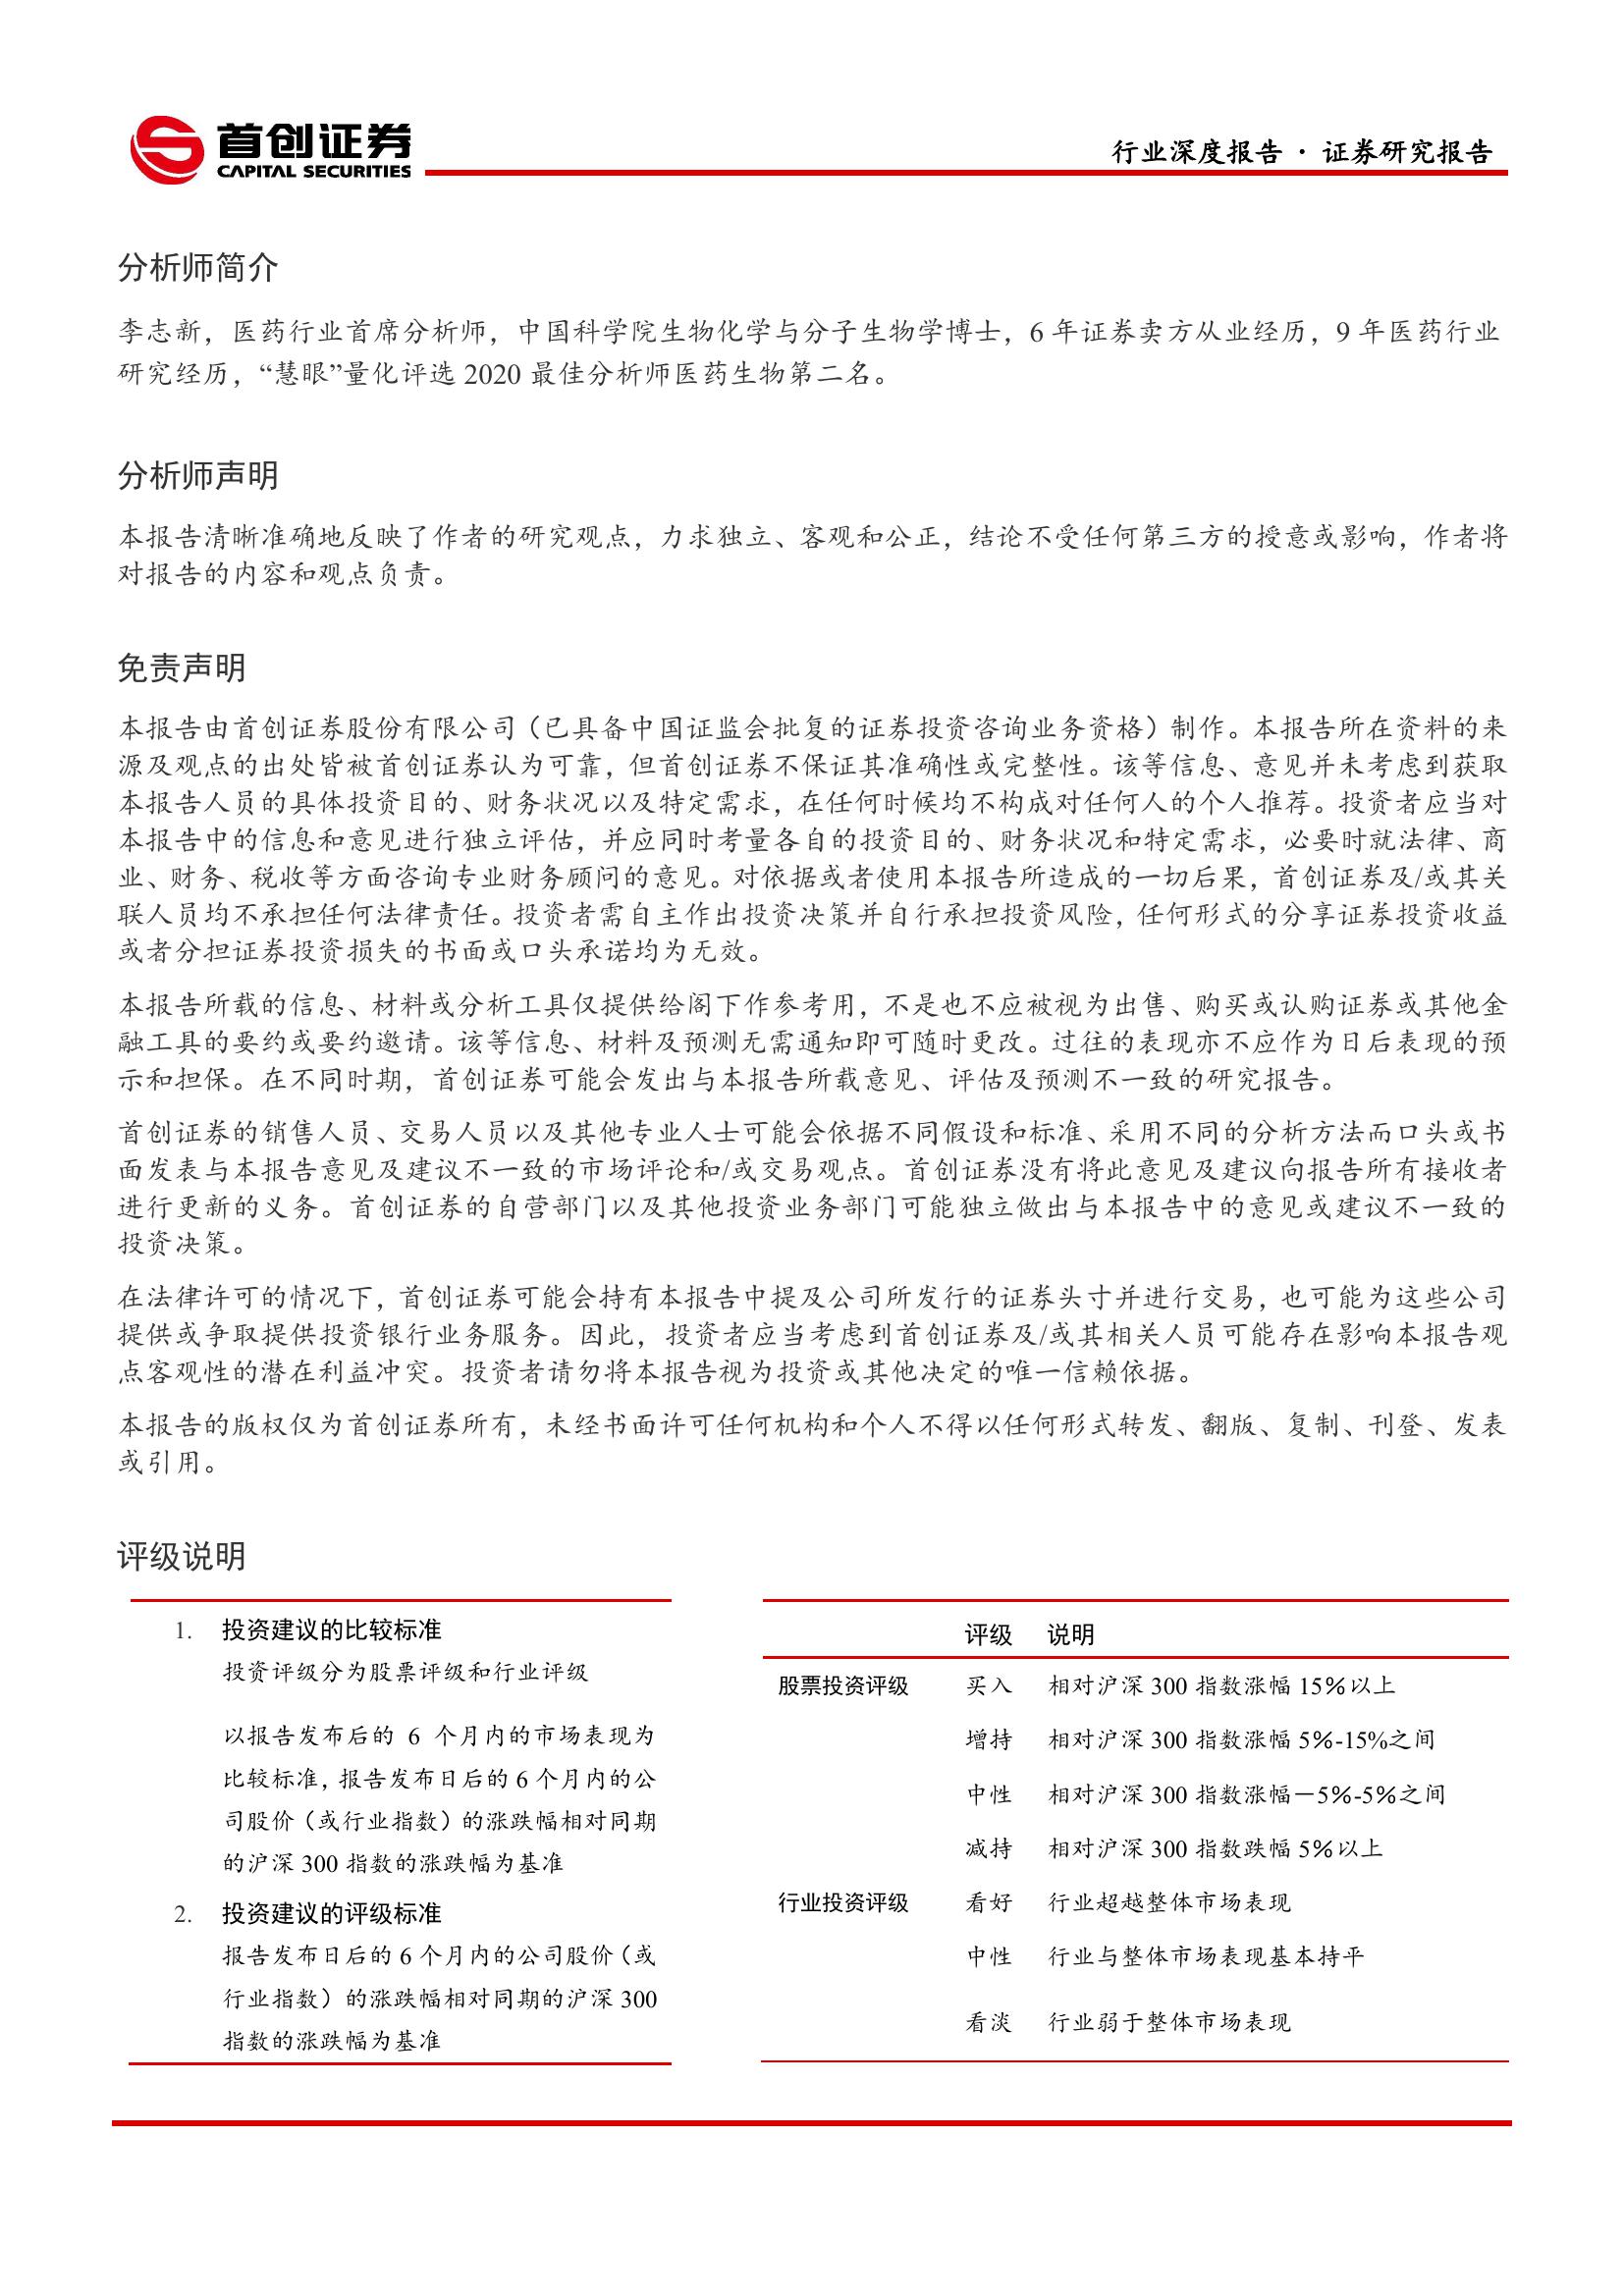 首创证券
CAPITAL SECURITIES
行业深度报告 · 证券研究报告
分析师简介
李志新，医药行业首席分析师，中国科学院生物化学与分子生物学博士，6 年证券卖方从业经历，9 年医药行业
研究经历，“慧眼”量化评选 2020 最佳分析师医药生物第二名。
分析师声明
本报告清晰准确地反映了作者的研究观点，力求独立、客观和公正，结论不受任何第三方的授意或影响，作者将
对报告的内容和观点负责。
免责声明
本报告由首创证券股份有限公司（已具备中国证监会批复的证券投资咨询业务资格）制作。本报告所在资料的来
源及观点的出处皆被首创证券认为可靠，但首创证券不保证其准确性或完整性。该等信息、意见并未考虑到获取
本报告人员的具体投资目的、财务状况以及特定需求，在任何时候均不构成对任何人的个人推荐。投资者应当对
本报告中的信息和意见进行独立评估，并应同时考量各自的投资目的、财务状况和特定需求，必要时就法律、商
业、财务、税收等方面咨询专业财务顾问的意见。对依据或者使用本报告所造成的一切后果，首创证券及/或其关
联人员均不承担任何法律责任。投资者需自主作出投资决策并自行承担投资风险，任何形式的分享证券投资收益
或者分担证券投资损失的书面或口头承诺均为无效。
本报告所载的信息、材料或分析工具仅提供给阁下作参考用，不是也不应被视为出售、购买或认购证券或其他金
融工具的要约或要约邀请。该等信息、材料及预测无需通知即可随时更改。过往的表现亦不应作为日后表现的预
示和担保。在不同时期，首创证券可能会发出与本报告所载意见、评估及预测不一致的研究报告。
首创证券的销售人员、交易人员以及其他专业人士可能会依据不同假设和标准、采用不同的分析方法而口头或书
面发表与本报告意见及建议不一致的市场评论和/或交易观点。首创证券没有将此意见及建议向报告所有接收者
进行更新的义务。首创证券的自营部门以及其他投资业务部门可能独立做出与本报告中的意见或建议不一致的
投资决策。
在法律许可的情况下，首创证券可能会持有本报告中提及公司所发行的证券头寸并进行交易，也可能为这些公司
提供或争取提供投资银行业务服务。因此，投资者应当考虑到首创证券及/或其相关人员可能存在影响本报告观
点客观性的潜在利益冲突。投资者请勿将本报告视为投资或其他决定的唯一信赖依据。
本报告的版权仅为首创证券所有，未经书面许可任何机构和个人不得以任何形式转发、翻版、复制、刊登、发表
或引用。
评级说明
1. 投资建议的比较标准
投资评级分为股票评级和行业评级
以报告发布后的 6 个月内的市场表现为
比较标准，报告发布日后的 6 个月内的公
司股价（或行业指数）的涨跌幅相对同期
的沪深 300 指数的涨跌幅为基准
2. 投资建议的评级标准
报告发布日后的 6 个月内的公司股价（或
行业指数）的涨跌幅相对同期的沪深 300
指数的涨跌幅为基准
评级 说明
股票投资评级 买入 相对沪深 300 指数涨幅 15％以上
增持 相对沪深 300 指数涨幅 5％-15%之间
中性 相对沪深 300 指数涨幅－5％-5％之间
减持 相对沪深 300 指数跌幅 5％以上
行业投资评级 看好 行业超越整体市场表现
中性 行业与整体市场表现基本持平
看淡 行业弱于整体市场表现